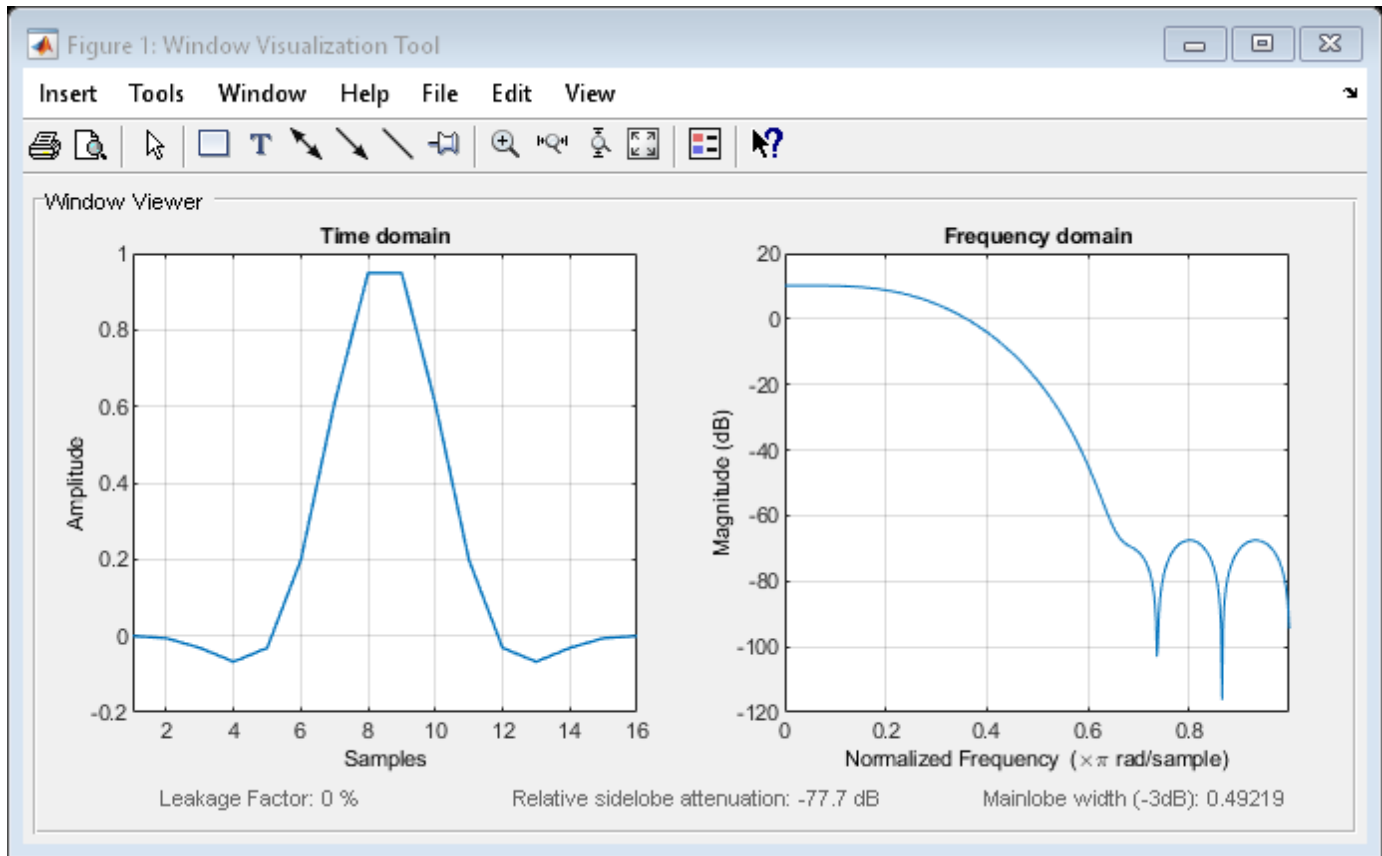 Figure 1: Window Visualization Tool
Insert Tools Window Help File Edit View
T
?
Window Viewer
Time domain
1
0.8
0.6
0.4
0.2
0
-0.2
Amplitude
2 4 6 8 10 12 14 16
Samples
Frequency domain
20
0
-20
-40
-60
-80
-100
-120
Magnitude (dB)
0 0.2 0.4 0.6 0.8
Normalized Frequency (×π rad/sample)
Leakage Factor: 0 % Relative sidelobe attenuation: -77.7 dB Mainlobe width (-3dB): 0.49219